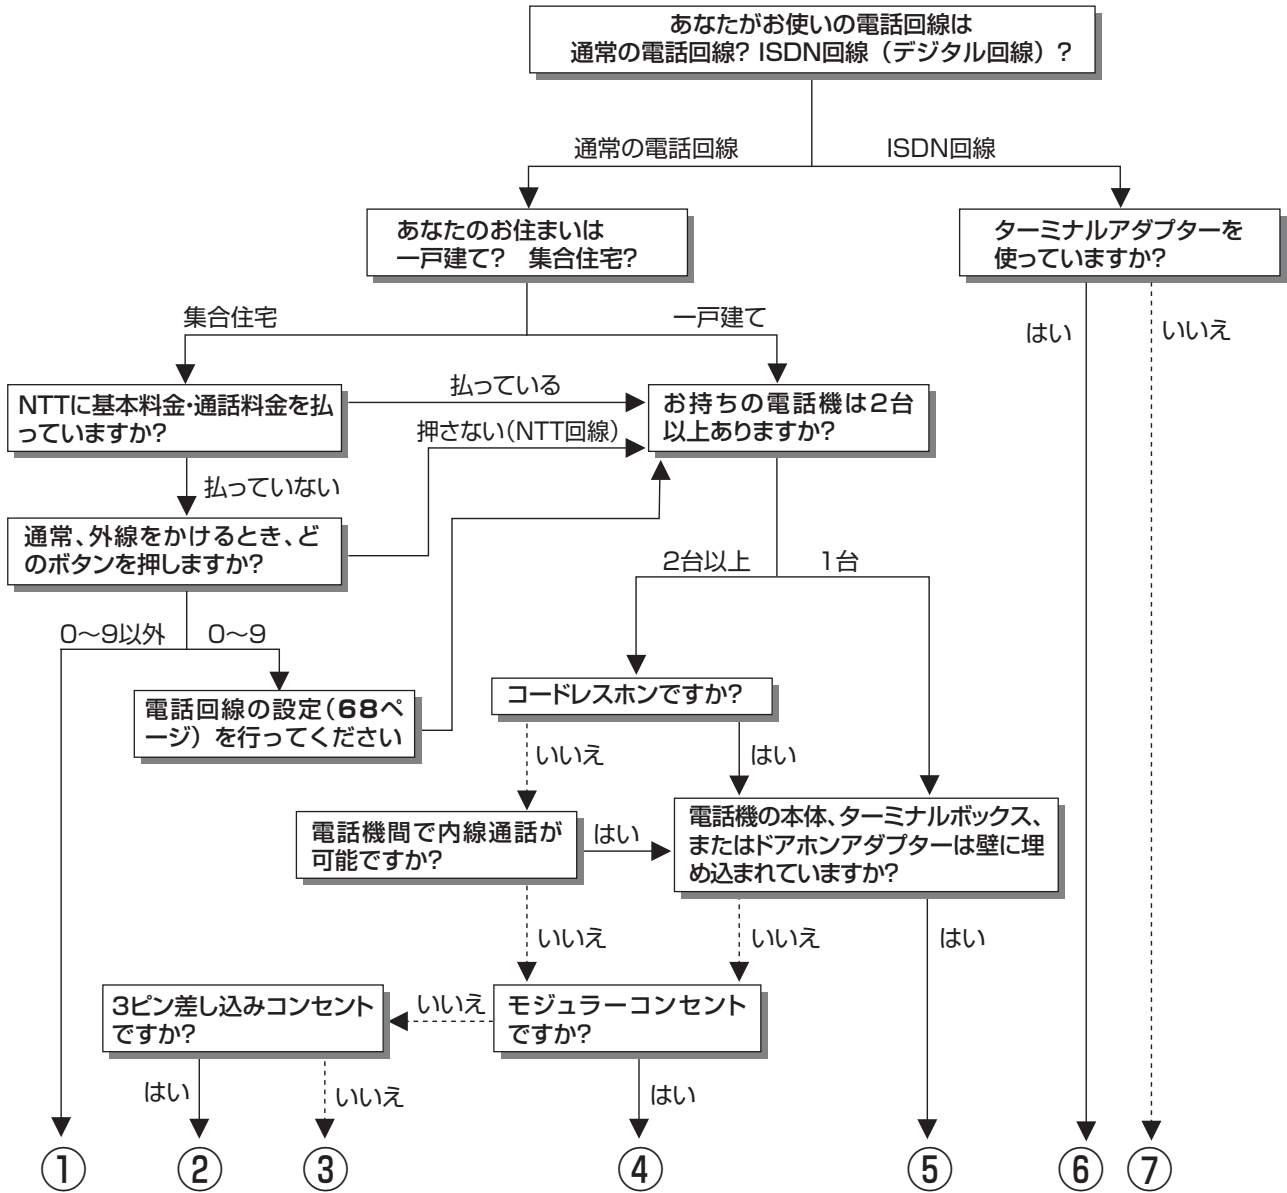 あなたがお使いの電話回線は
通常の電話回線? ISDN回線（デジタル回線）?
通常の電話回線
ISDN回線
あなたのお住まいは
一戸建て? 集合住宅?
ターミナルアダプターを
使っていますか?
集合住宅
一戸建て
はい
いいえ
NTTに基本料金・通話料金を払
っていますか?
払っている
お持ちの電話機は2台
以上ありますか?
押さない（NTT回線）
払っていない
通常、外線をかけるとき、ど
のボタンを押しますか?
2台以上
1台
0〜9以外
0〜9
電話回線の設定（68ペ
ージ）を行ってください
コードレスホンですか?
いいえ
はい
電話機間で内線通話が
可能ですか?
はい
電話機の本体、ターミナルボックス、
またはドアホンアダプターは壁に埋
め込まれていますか?
いいえ
いいえ
はい
3ピン差し込みコンセント
ですか?
いいえ
モジュラーコンセント
ですか?
はい
いいえ
はい
①
②
③
④
⑤
⑥
⑦